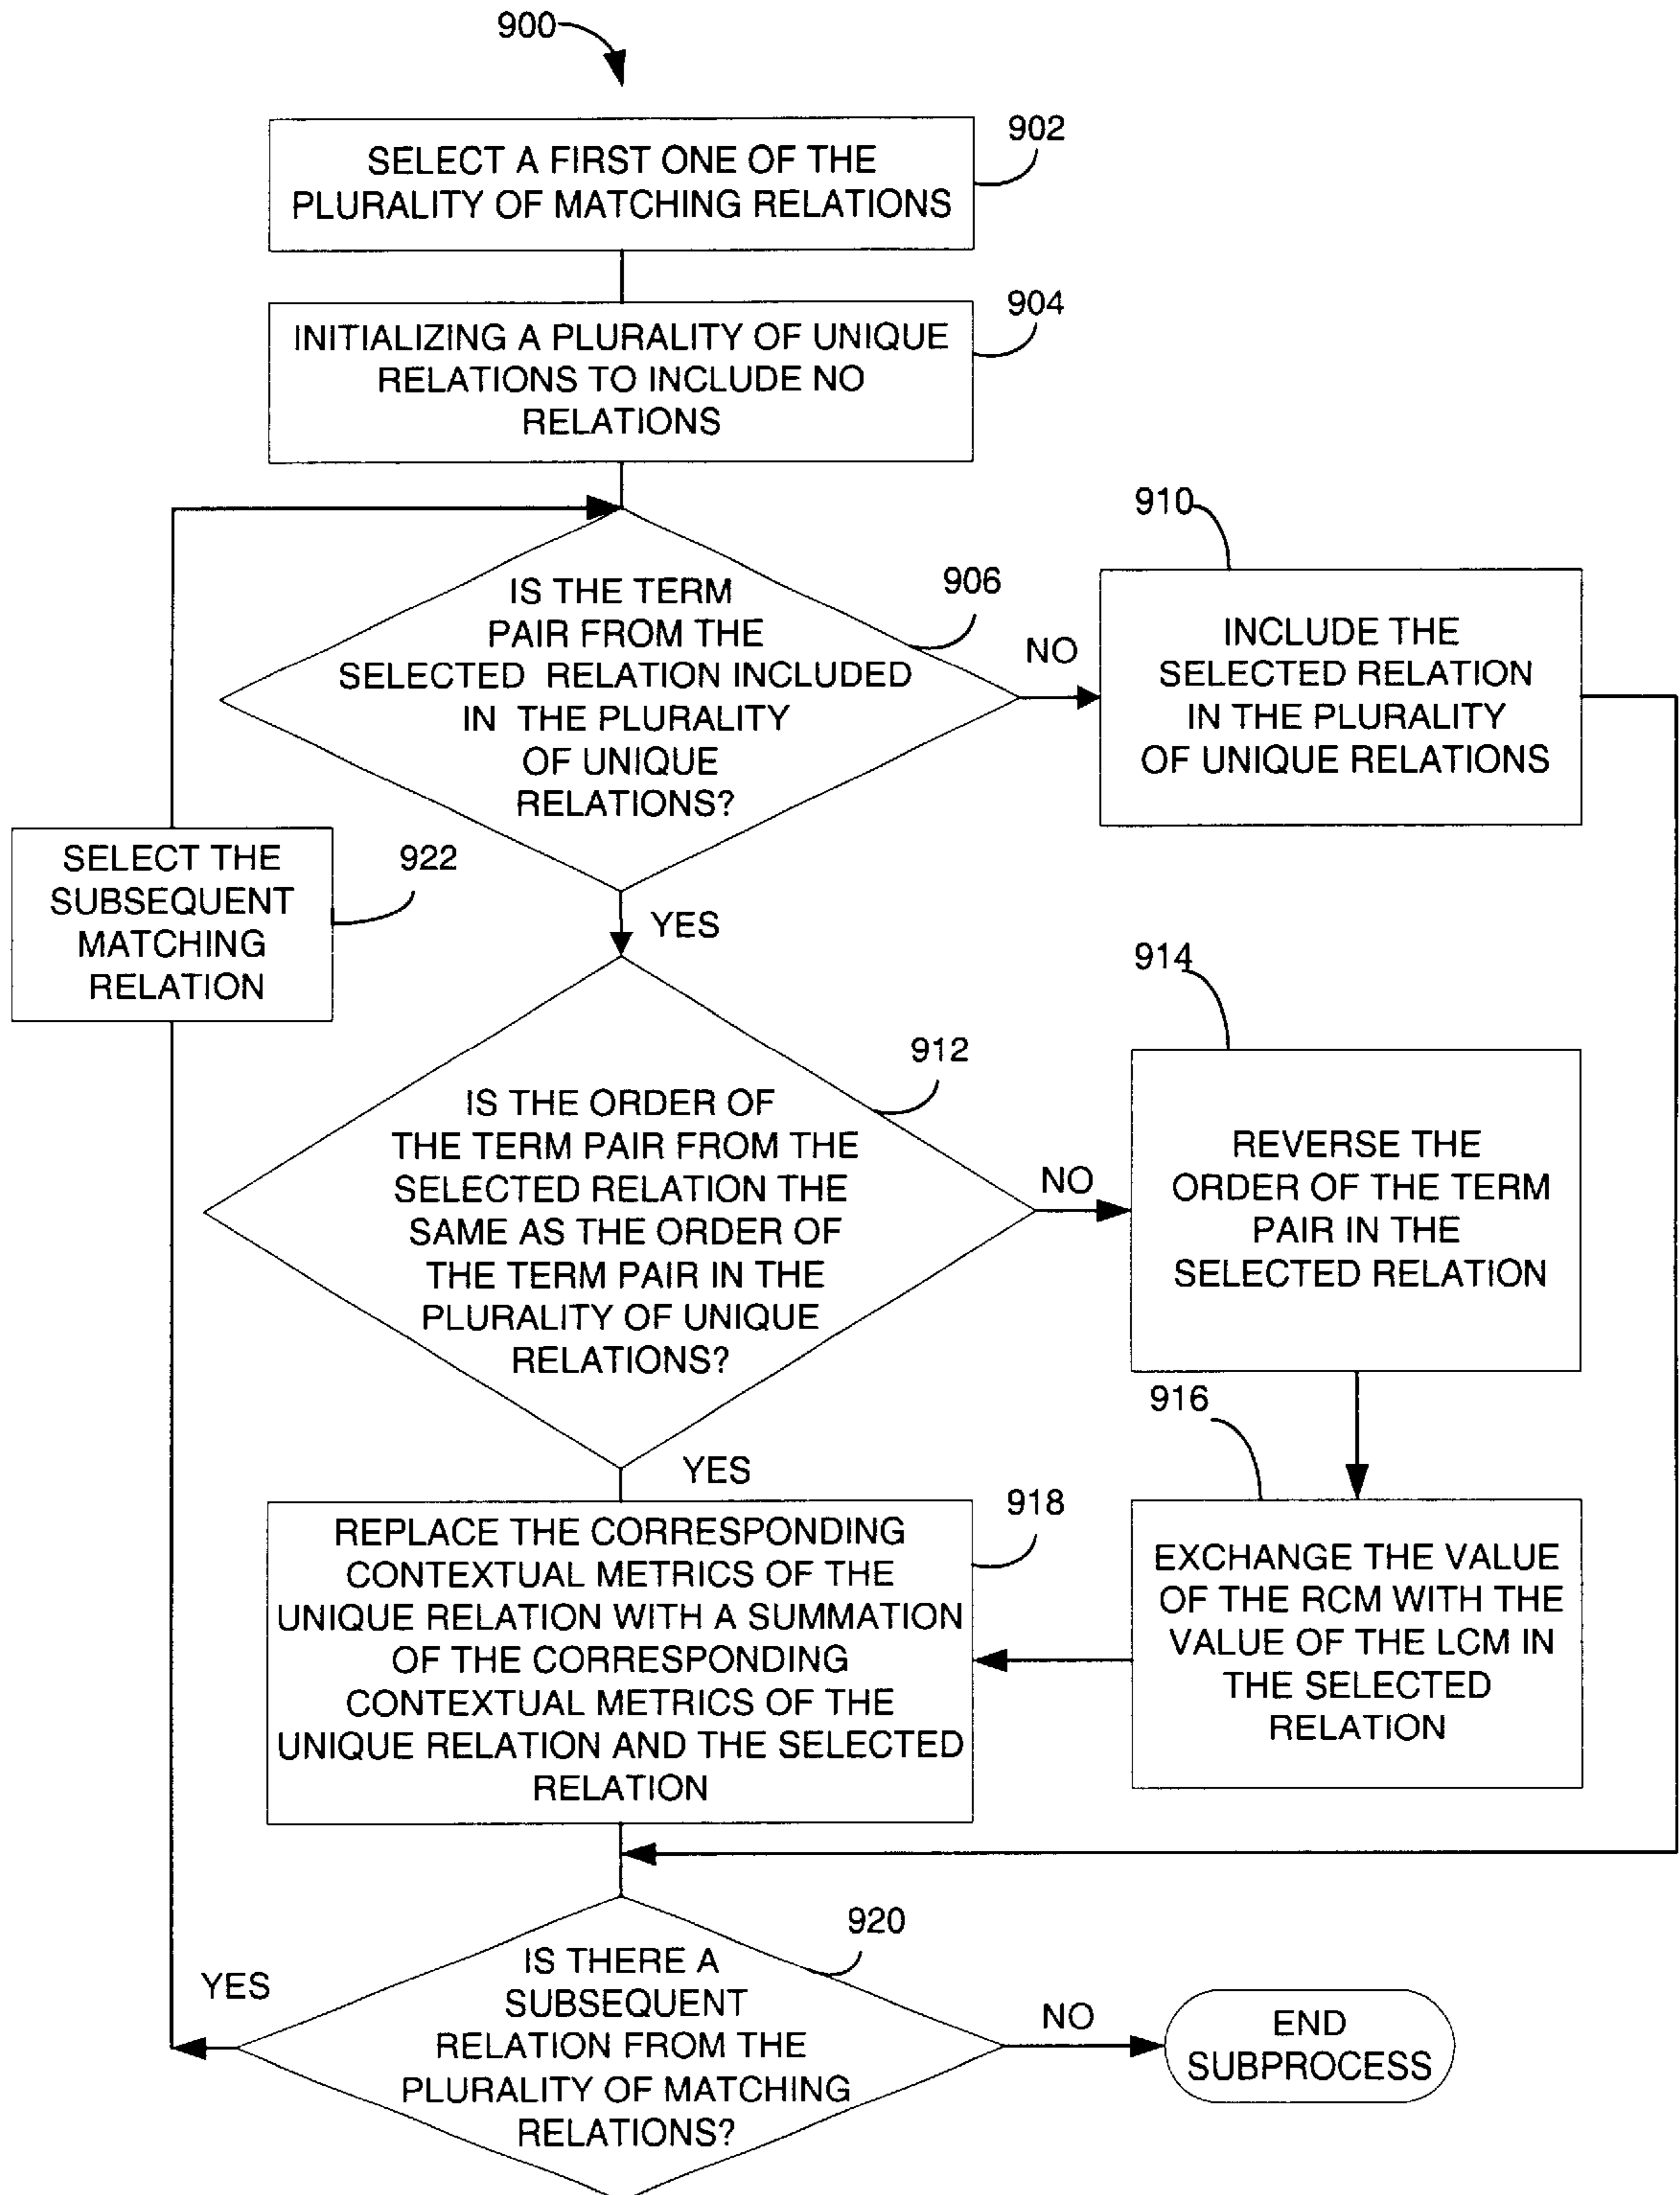 900
902
SELECT A FIRST ONE OF THE
PLURALITY OF MATCHING RELATIONS
904
INITIALIZING A PLURALITY OF UNIQUE
RELATIONS TO INCLUDE NO
RELATIONS
906
IS THE TERM
PAIR FROM THE
SELECTED RELATION INCLUDED
IN THE PLURALITY
OF UNIQUE
RELATIONS?
NO
910
INCLUDE THE
SELECTED RELATION
IN THE PLURALITY
OF UNIQUE RELATIONS
YES
SELECT THE
SUBSEQUENT
MATCHING
RELATION
922
912
IS THE ORDER OF
THE TERM PAIR FROM THE
SELECTED RELATION THE
SAME AS THE ORDER OF
THE TERM PAIR IN THE
PLURALITY OF UNIQUE
RELATIONS?
NO
914
REVERSE THE
ORDER OF THE TERM
PAIR IN THE
SELECTED RELATION
YES
916
EXCHANGE THE VALUE
OF THE RCM WITH THE
VALUE OF THE LCM IN
THE SELECTED
RELATION
918
REPLACE THE CORRESPONDING
CONTEXTUAL METRICS OF THE
UNIQUE RELATION WITH A SUMMATION
OF THE CORRESPONDING
CONTEXTUAL METRICS OF THE
UNIQUE RELATION AND THE SELECTED
RELATION
920
IS THERE A
SUBSEQUENT
RELATION FROM THE
PLURALITY OF MATCHING
RELATIONS?
YES
NO
END
SUBPROCESS